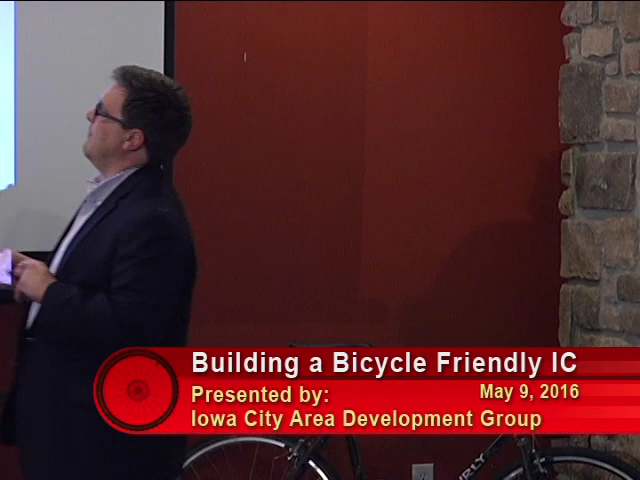 Building a Bicycle Friendly IC
Presented by:
May 9, 2016
Iowa City Area Development Group